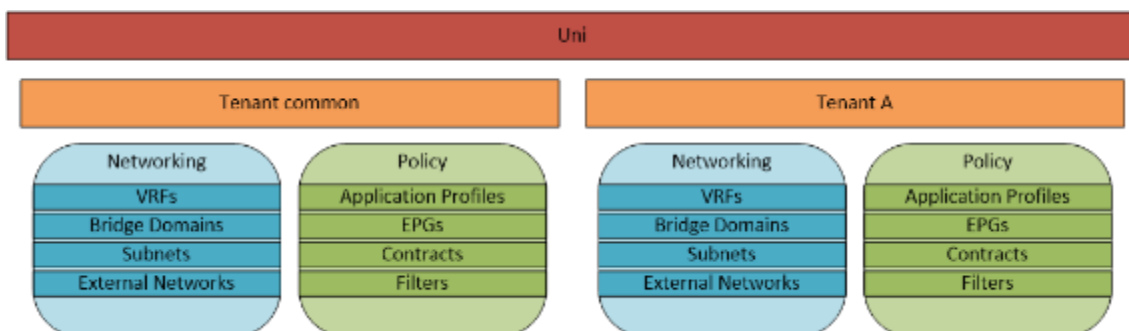 Uni
Tenant common
Tenant A
Networking
VRFs
Bridge Domains
Subnets
External Networks
Policy
Application Profiles
EPGs
Contracts
Filters
Networking
VRFs
Bridge Domains
Subnets
External Networks
Policy
Application Profiles
EPGs
Contracts
Filters